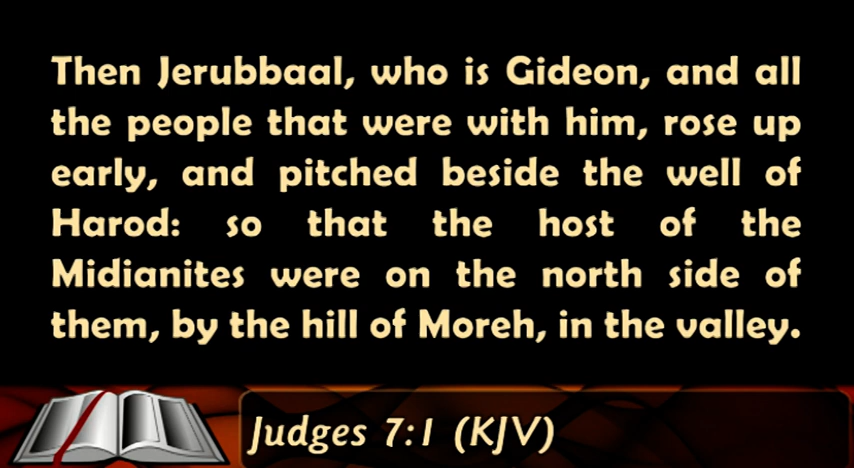 Then Jerubbaal, who is Gideon, and all
the people that were with him, rose up
early, and pitched beside the well of
Harod: so that the host of the
Midianites were on the north side of
them, by the hill of Moreh, in the valley.
Judges 7:1 (KJV)